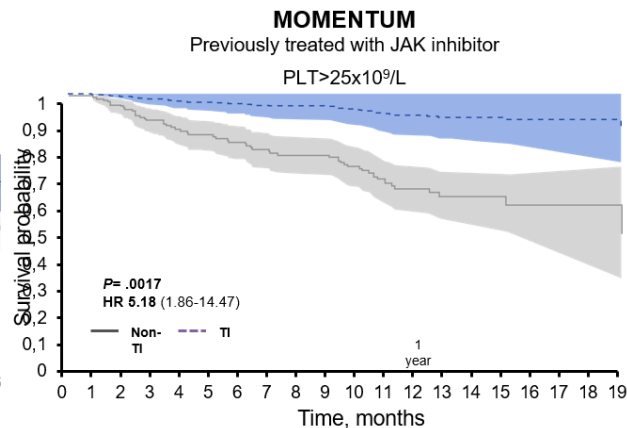 MOMENTUM
Previously treated with JAK inhibitor
PLT>25x10⁹/L
Survival probability
1
0,9
0,8
0,7
0,6
0,5
0,4
0,3
0,2
0,1
0
P= .0017
HR 5.18 (1.86-14.47)
Non-TI
TI
1
year
0 1 2 3 4 5 6 7 8 9 10 11 12 13 14 15 16 17 18 19
Time, months